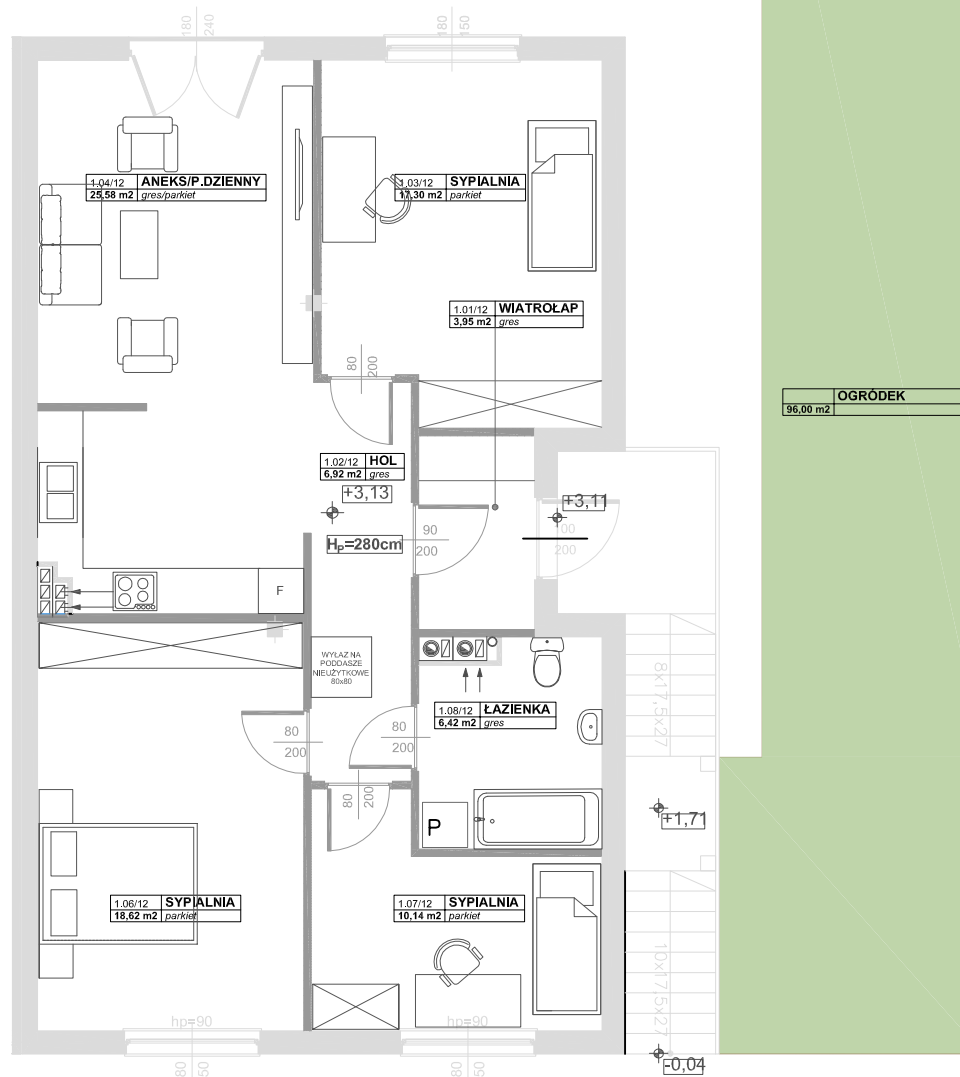 180
240
180
150
1.04/12 ANEKS/P.DZIENNY
25,58 m2 gres/parkiet
1.03/12 SYPIALNIA
17,30 m2 parkiet
1.01/12 WIATROŁAP
3,95 m2 gres
80
200
OGRÓDEK
96,00 m2
1.02/12 HOL
6,92 m2 gres
+3,13
+3,11
HP=280cm
90
200
00
200
F
WYŁAZ NA
PODDASZE
NIEUŻYTKOWE
80x80
8x17,5x27
1.08/12 ŁAZIENKA
6,42 m2 gres
80
200
80
200
80
200
P
+1,71
1.06/12 SYPIALNIA
18,62 m2 parkiet
1.07/12 SYPIALNIA
10,14 m2 parkiet
10x17,5x27
hp=90
hp=90
-0,04
80
50
80
50